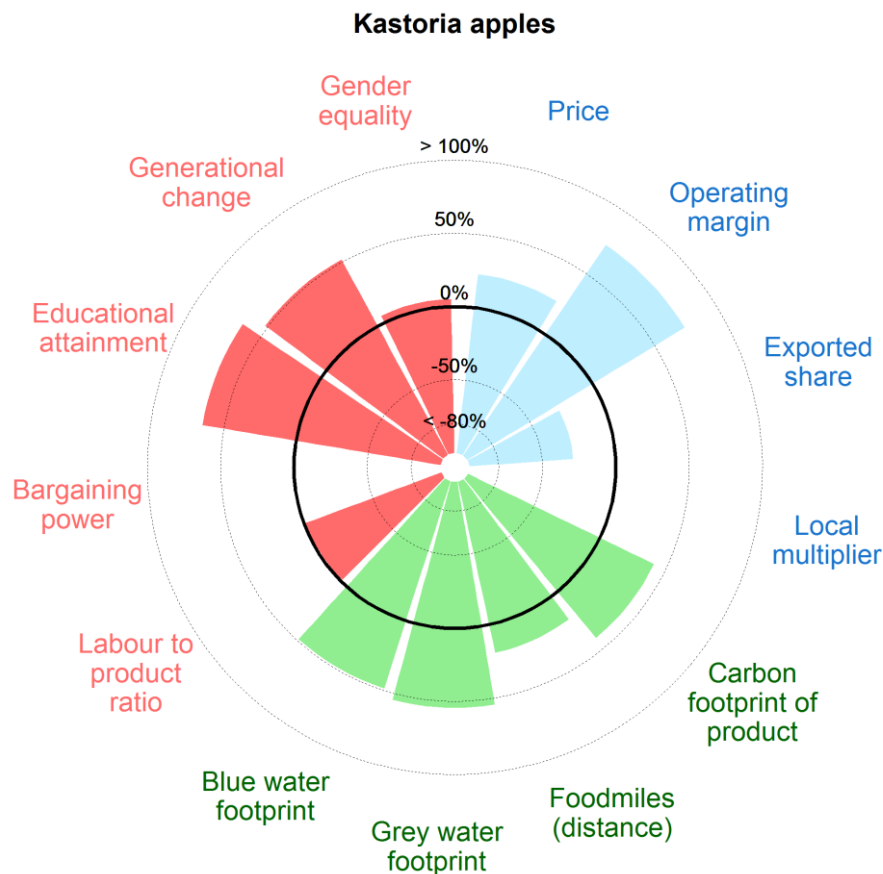 Kastoria apples
Gender
equality
Price
> 100%
Generational
change
Operating
margin
50%
0%
Educational
attainment
Exported
share
-50%
< -80%
Bargaining
power
Local
multiplier
Labour to
product
ratio
Carbon
footprint of
product
Blue water
footprint
Foodmiles
(distance)
Grey water
footprint